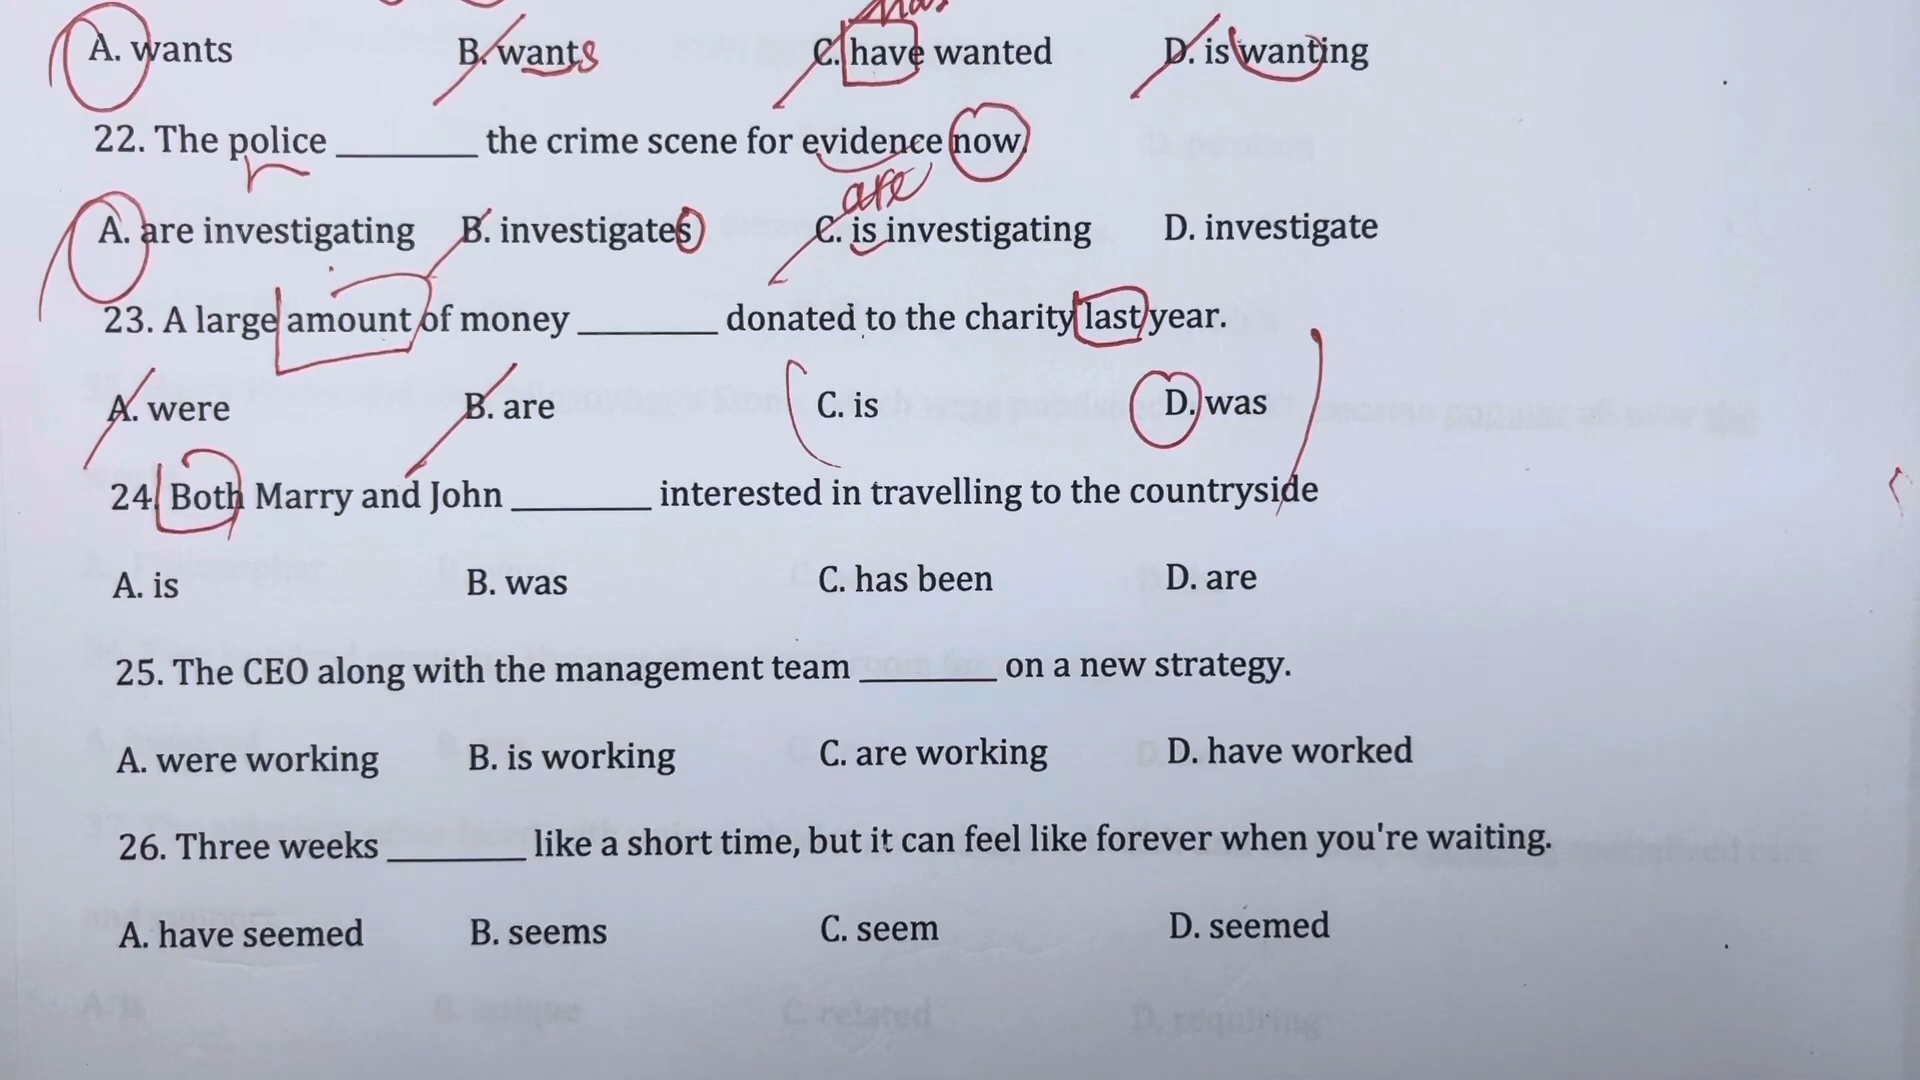 has
A. wants B. wants C. have wanted D. is wanting
22. The police ________ the crime scene for evidence now.
are
A. are investigating B. investigates C. is investigating D. investigate
23. A large amount of money ________ donated to the charity last year.
A. were B. are C. is D. was
24. Both Marry and John ________ interested in travelling to the countryside
A. is B. was C. has been D. are
25. The CEO along with the management team ________ on a new strategy.
A. were working B. is working C. are working D. have worked
26. Three weeks ________ like a short time, but it can feel like forever when you're waiting.
A. have seemed B. seems C. seem D. seemed